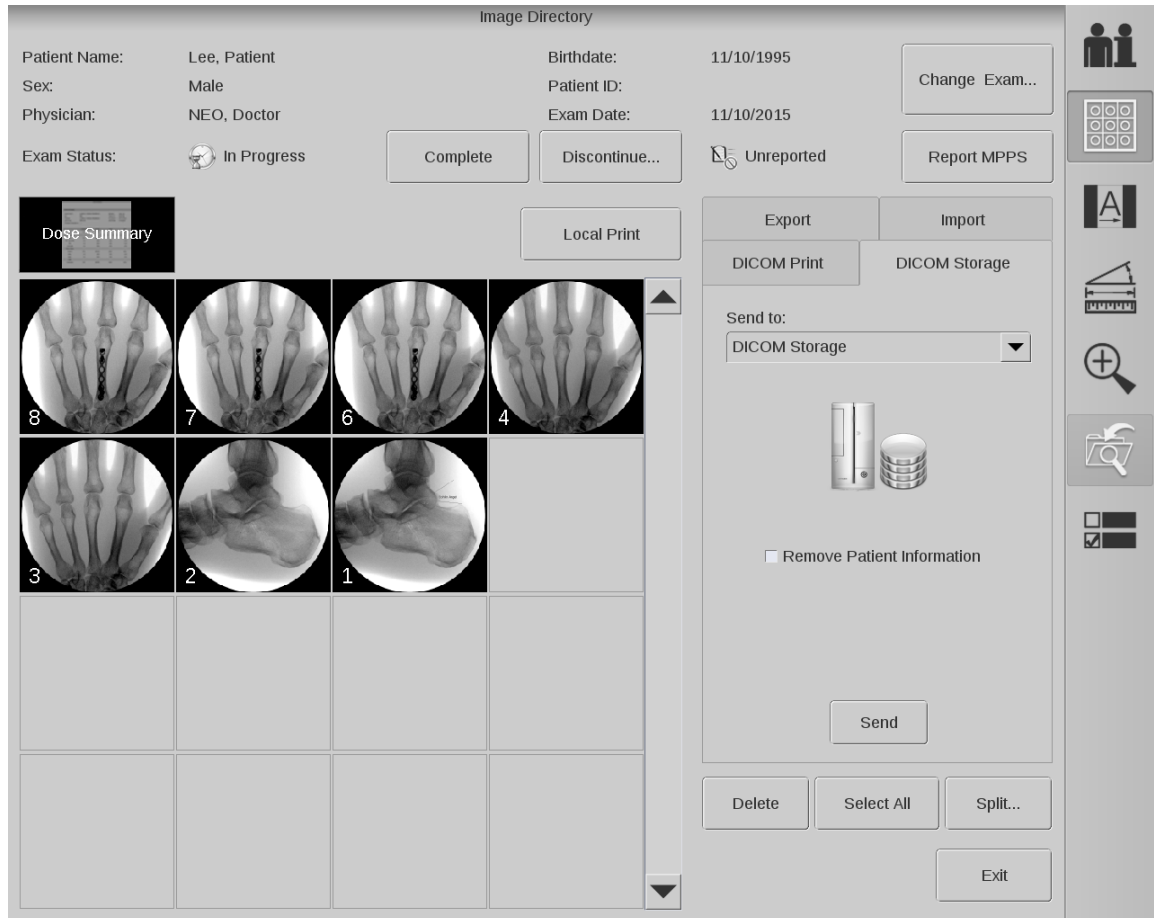 Image Directory
Patient Name: Lee, Patient Birthdate: 11/10/1995
Change Exam...
Sex: Male Patient ID:
Physician: NEO, Doctor Exam Date: 11/10/2015
Exam Status: In Progress Complete Discontinue... Unreported Report MPPS
Dose Summary Local Print
Export Import
DICOM Print DICOM Storage
Send to:
DICOM Storage
8 7 6 4
3 2 1
Remove Patient Information
Send
Delete Select All Split...
Exit
A